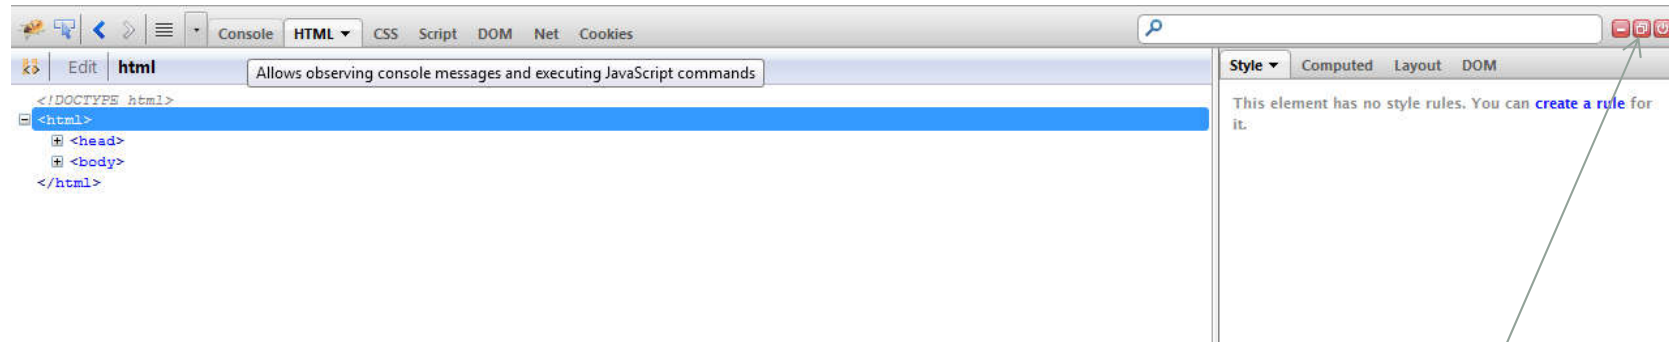 Console HTML CSS Script DOM Net Cookies
Edit html
Allows observing console messages and executing JavaScript commands
<!DOCTYPE html>
<html>
<head>
<body>
</html>
Style Computed Layout DOM
This element has no style rules. You can create a rule for
it.